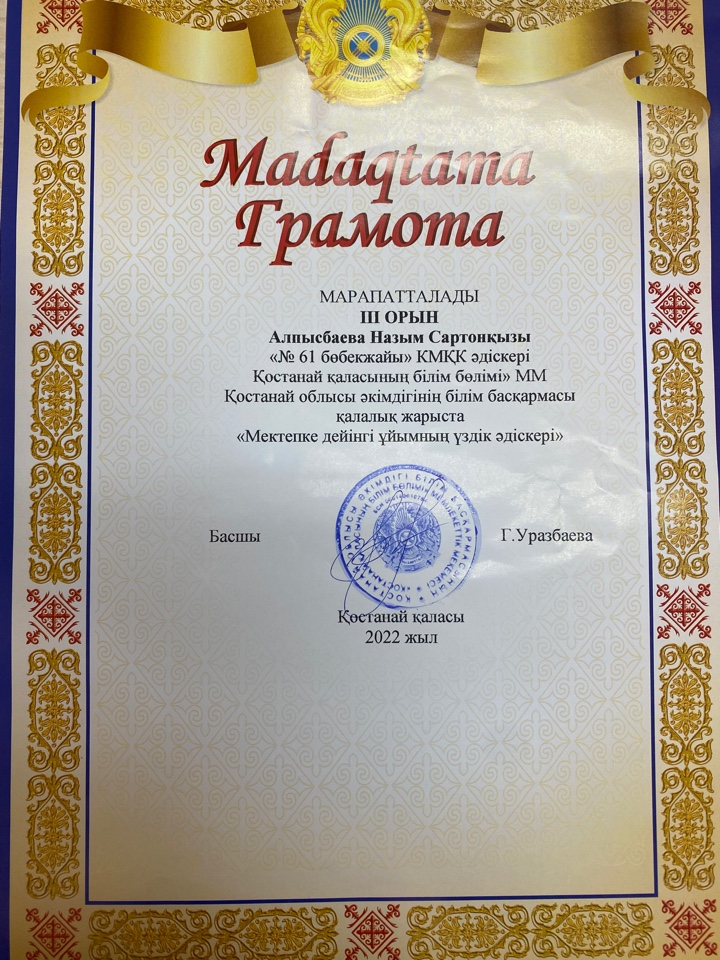 Madaqtama
Грамота
МАРАПАТТАЛАДЫ
III ОРЫН
Алпысбаева Назым Сартонқызы
«№ 61 бөбекжайы» КМҚК әдіскері
Қостанай қаласының білім бөлімі» ММ
Қостанай облысы әкімдігінің білім басқармасы
қалалық жарыста
«Мектепке дейінгі ұйымның үздік әдіскері»
Басшы Г.Уразбаева
Қостанай қаласы
2022 жыл